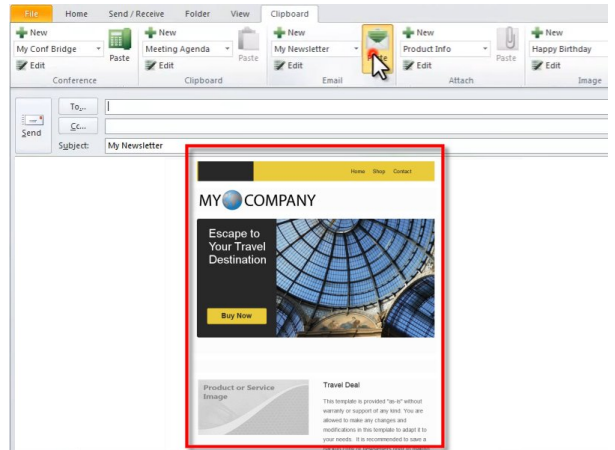 File Home Send / Receive Folder View Clipboard
New New New New New
My Conf Bridge Paste Meeting Agenda Paste My Newsletter Product Info Paste Happy Birthday
Edit Edit Edit Edit Edit
Conference Clipboard Email Attach Image
Send
To...
Cc...
Subject: My Newsletter
Home Shop Contact
MY COMPANY
Escape to
Your Travel
Destination
Buy Now
Product or Service
Image
Travel Deal
This template is provided "as-is" without
warranty or support of any kind. You are
allowed to make any changes and
modifications in this template to adapt it to
your needs. It is recommended to save a